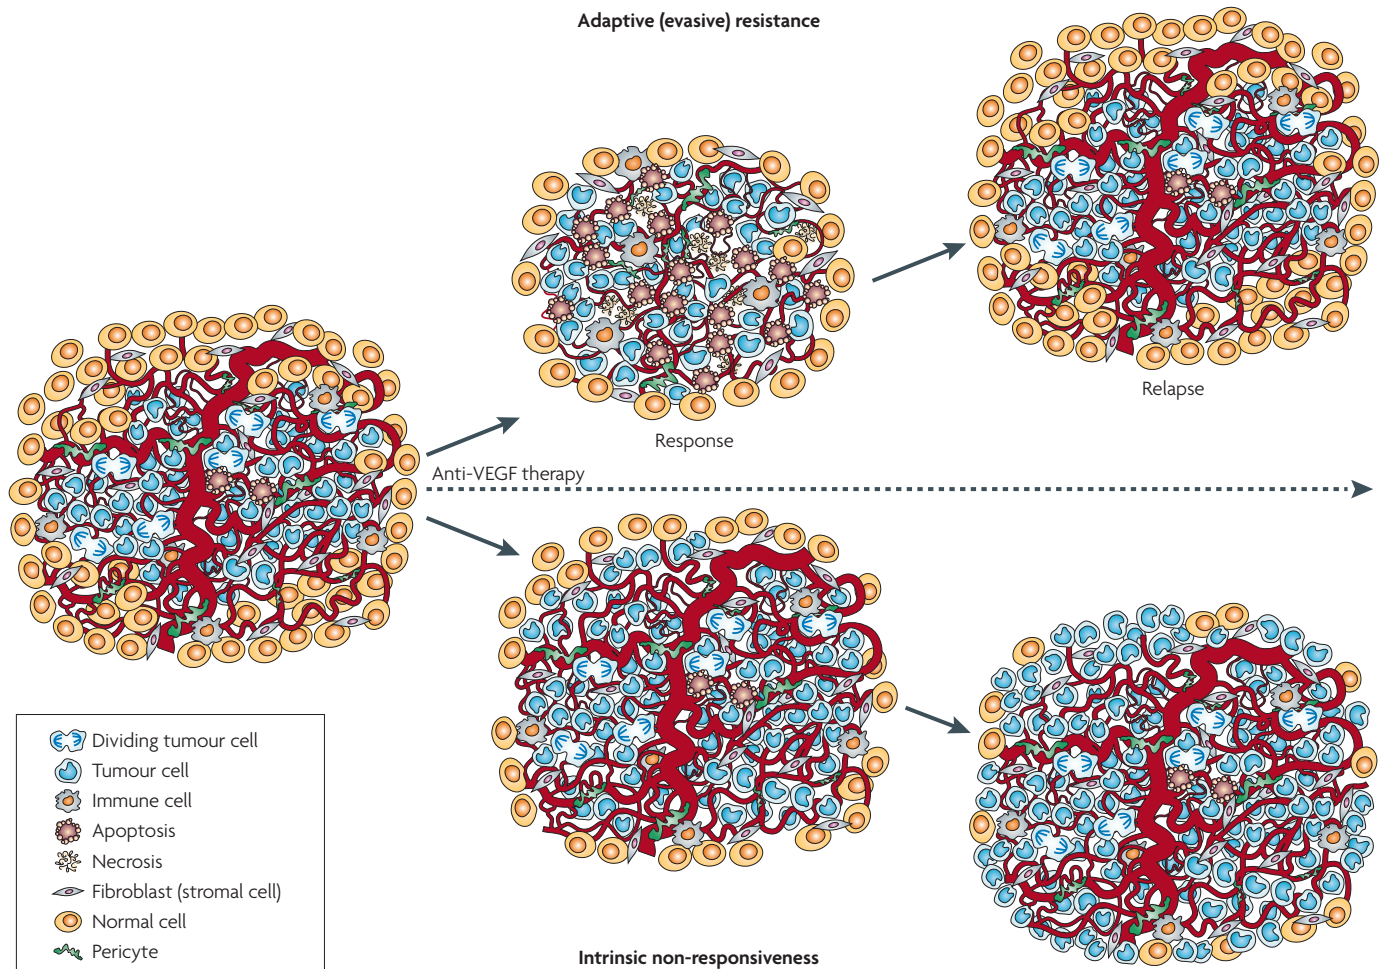 Adaptive (evasive) resistance
Relapse
Response
Anti-VEGF therapy
Dividing tumour cell
Tumour cell
Immune cell
Apoptosis
Necrosis
Fibroblast (stromal cell)
Normal cell
Pericyte
Intrinsic non-responsiveness